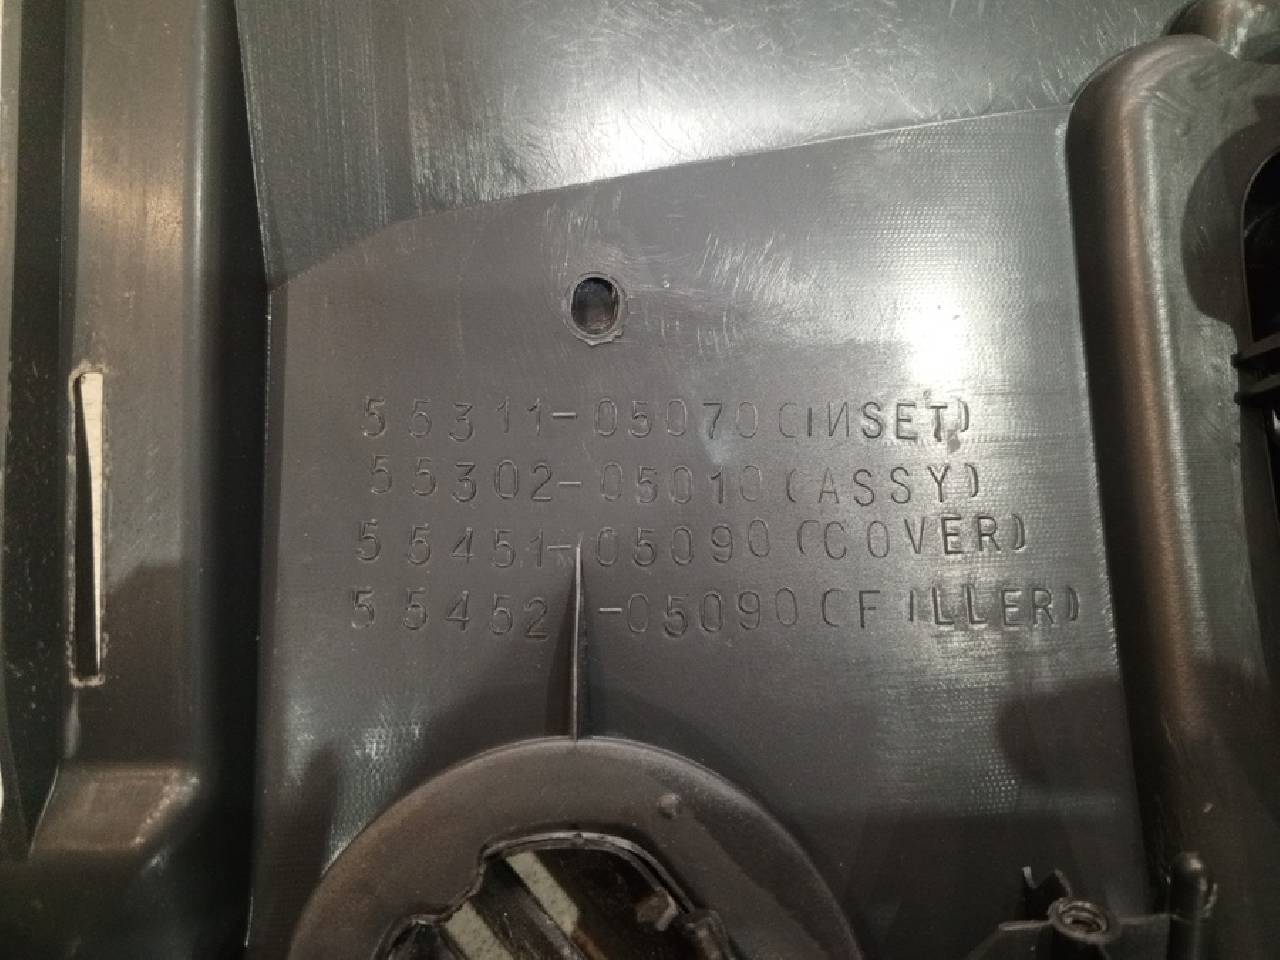 55311-05070(INSET)
55302-05010(ASSY)
55451-05090(COVER)
55452-05090(FILLER)